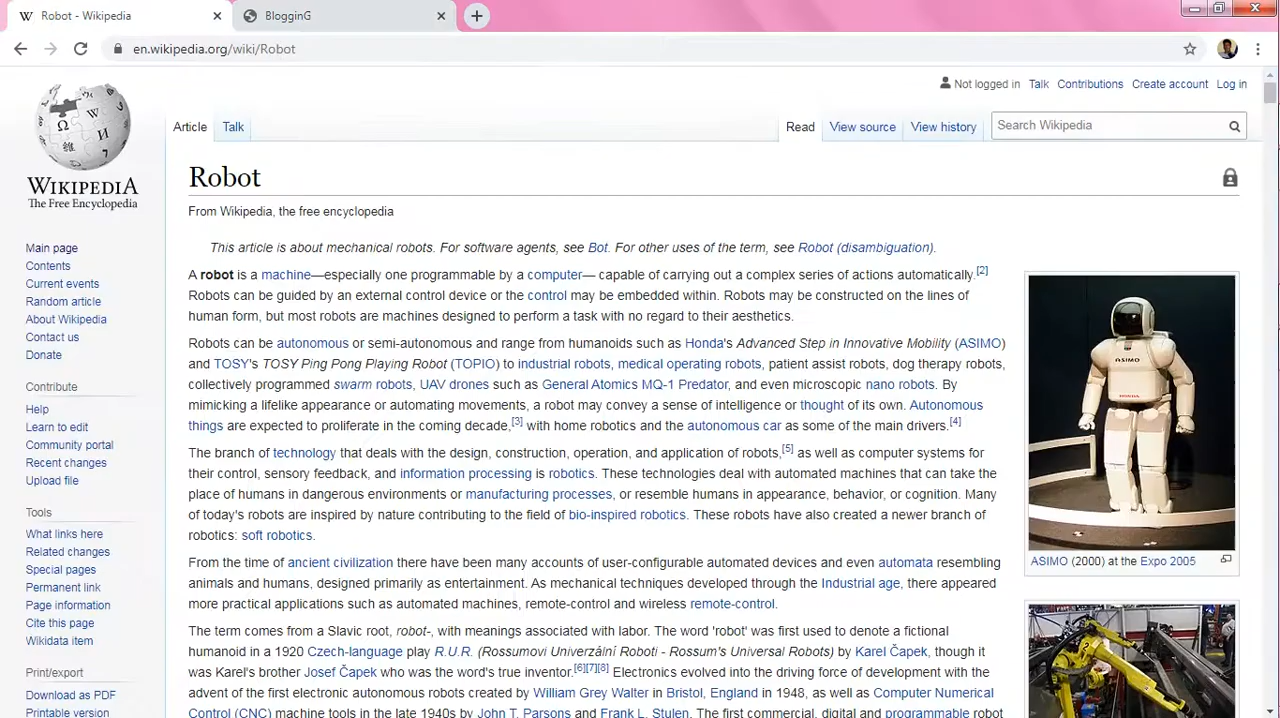 Robot - Wikipedia
BlogginG
en.wikipedia.org/wiki/Robot
Not logged in Talk Contributions Create account Log in
Article Talk Read View source View history Search Wikipedia
WIKIPEDIA
The Free Encyclopedia
Main page
Contents
Current events
Random article
About Wikipedia
Contact us
Donate
Contribute
Help
Learn to edit
Community portal
Recent changes
Upload file
Tools
What links here
Related changes
Special pages
Permanent link
Page information
Cite this page
Wikidata item
Print/export
Download as PDF
Printable version
Robot
From Wikipedia, the free encyclopedia
This article is about mechanical robots. For software agents, see Bot. For other uses of the term, see Robot (disambiguation).
A robot is a machine—especially one programmable by a computer— capable of carrying out a complex series of actions automatically.[2]
Robots can be guided by an external control device or the control may be embedded within. Robots may be constructed on the lines of
human form, but most robots are machines designed to perform a task with no regard to their aesthetics.
Robots can be autonomous or semi-autonomous and range from humanoids such as Honda's Advanced Step in Innovative Mobility (ASIMO)
and TOSY's TOSY Ping Pong Playing Robot (TOPIO) to industrial robots, medical operating robots, patient assist robots, dog therapy robots,
collectively programmed swarm robots, UAV drones such as General Atomics MQ-1 Predator, and even microscopic nano robots. By
mimicking a lifelike appearance or automating movements, a robot may convey a sense of intelligence or thought of its own. Autonomous
things are expected to proliferate in the coming decade,[3] with home robotics and the autonomous car as some of the main drivers.[4]
The branch of technology that deals with the design, construction, operation, and application of robots,[5] as well as computer systems for
their control, sensory feedback, and information processing is robotics. These technologies deal with automated machines that can take the
place of humans in dangerous environments or manufacturing processes, or resemble humans in appearance, behavior, or cognition. Many
of today's robots are inspired by nature contributing to the field of bio-inspired robotics. These robots have also created a newer branch of
robotics: soft robotics.
From the time of ancient civilization there have been many accounts of user-configurable automated devices and even automata resembling
animals and humans, designed primarily as entertainment. As mechanical techniques developed through the Industrial age, there appeared
more practical applications such as automated machines, remote-control and wireless remote-control.
The term comes from a Slavic root, robot-, with meanings associated with labor. The word 'robot' was first used to denote a fictional
humanoid in a 1920 Czech-language play R.U.R. (Rossumovi Univerzální Roboti - Rossum's Universal Robots) by Karel Čapek, though it
was Karel's brother Josef Čapek who was the word's true inventor.[6][7][8] Electronics evolved into the driving force of development with the
advent of the first electronic autonomous robots created by William Grey Walter in Bristol, England in 1948, as well as Computer Numerical
Control (CNC) machine tools in the late 1940s by John T. Parsons and Frank L. Stulen. The first commercial, digital and programmable robot
ASIMO
HONDA
ASIMO (2000) at the Expo 2005